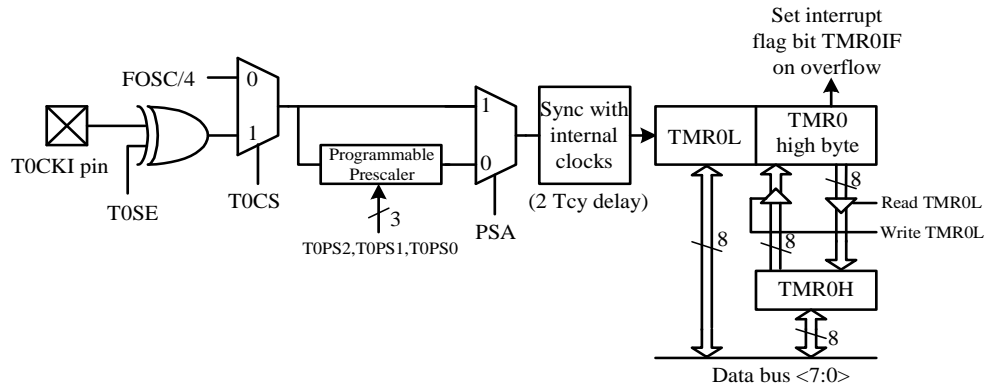 Set interrupt
flag bit TMR0IF
on overflow
FOSC/4
0
1
T0CKI pin
T0SE
T0CS
Programmable
Prescaler
3
T0PS2,T0PS1,T0PS0
1
0
PSA
Sync with
internal
clocks
(2 Tcy delay)
TMR0L
TMR0
high byte
8
Read TMR0L
Write TMR0L
8
8
TMR0H
8
Data bus <7:0>